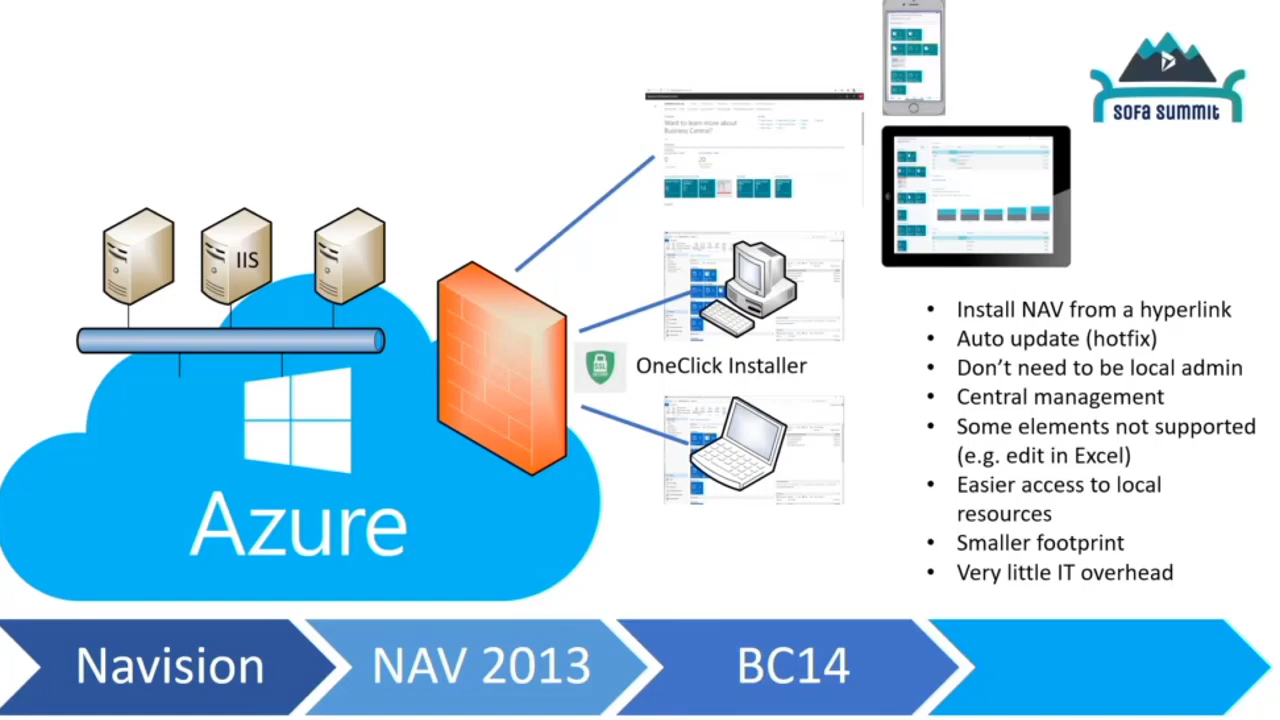 SOFA SUMMIT
Want to learn more about
Business Central?
0
20
IIS
OneClick Installer
Azure
• Install NAV from a hyperlink
• Auto update (hotfix)
• Don't need to be local admin
• Central management
• Some elements not supported
(e.g. edit in Excel)
• Easier access to local
resources
• Smaller footprint
• Very little IT overhead
Navision
NAV 2013
BC14